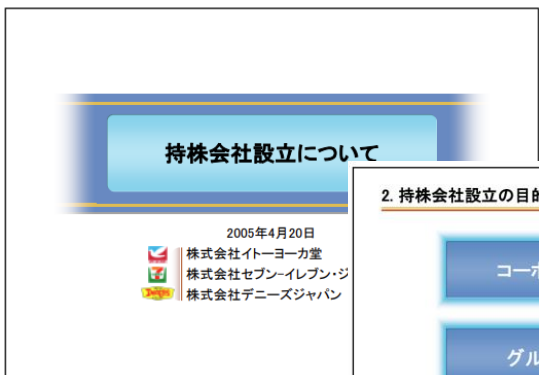 持株会社設立について
2005年4月20日
株式会社イトーヨーカ堂
株式会社セブン-イレブン・ジ
株式会社デニーズジャパン
2. 持株会社設立の目的
コーポ
グル